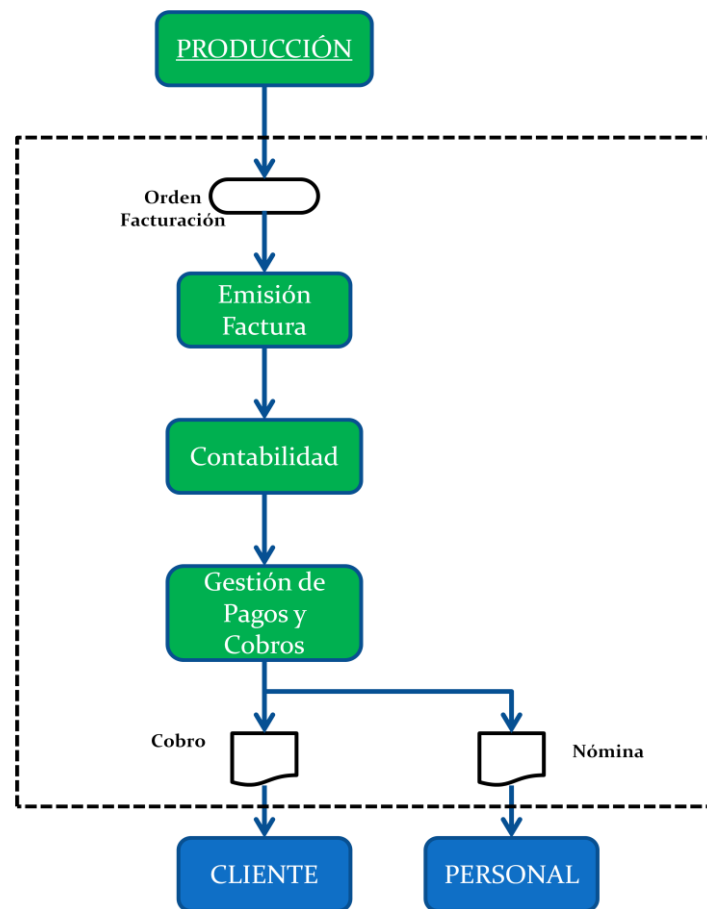 PRODUCCIÓN
Orden
Facturación
Emisión
Factura
Contabilidad
Gestión de
Pagos y
Cobros
Cobro
Nómina
CLIENTE
PERSONAL